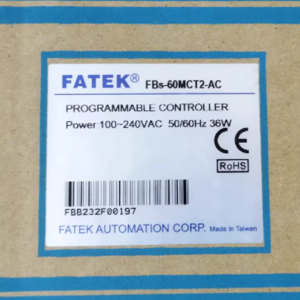 FATEK® FBs-60MCT2-AC
PROGRAMMABLE CONTROLLER
Power 100~240VAC 50/60Hz 36W
CE
RoHS
FBB232F00197
FATEK AUTOMATION CORP. Made in Taiwan